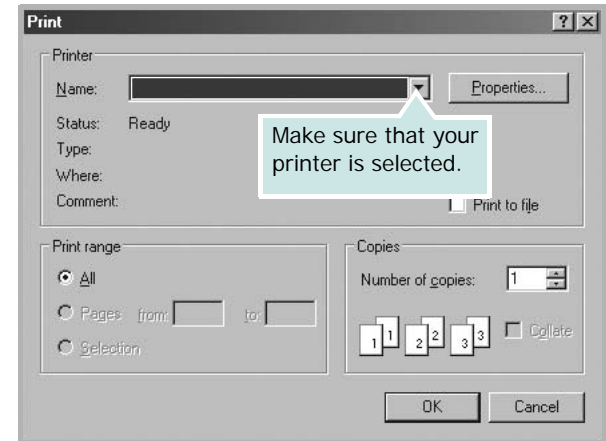 Print
Printer
Name:
Properties...
Status: Ready
Make sure that your
printer is selected.
Type:
Where:
Comment:
Print to file
Print range
All
Pages from: to:
Selection
Copies
Number of copies: 1
1 1 2 2 3 3
Collate
OK Cancel